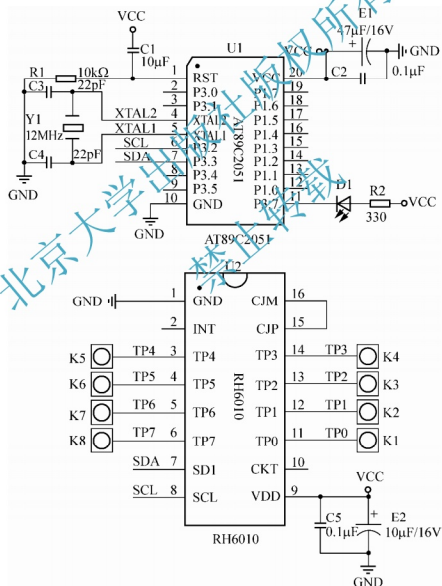 VCC
E1
47μF/16V
C1
10μF
U1
VCC
GND
R1
10kΩ
C3
22pF
1
RST
VCC
20
C2
0.1μF
2
P3.0
P1.7
19
3
P3.1
P1.6
18
Y1
12MHz
XTAL2
4
XTAL2
P1.5
17
XTAL1
5
XTAL1
P1.4
16
SCL
6
P3.2
P1.3
15
C4
22pF
SDA
7
P3.3
P1.2
14
8
P3.4
P1.1
13
9
P3.5
P1.0
12
10
GND
P3.7
11
D1
R2
330
VCC
GND
GND
AT89C2051
AT89C2051
U2
GND
1
GND
CJM
16
2
INT
CJP
15
K5
TP4
3
TP4
TP3
14
TP3
K4
K6
TP5
4
TP5
TP2
13
TP2
K3
K7
TP6
5
TP6
TP1
12
TP1
K2
K8
TP7
6
TP7
TP0
11
TP0
K1
SDA
7
SD1
CKT
10
SCL
8
SCL
VDD
9
RH6010
RH6010
VCC
C5
0.1μF
E2
10μF/16V
GND
北京大学出版社版权所有
禁止转载